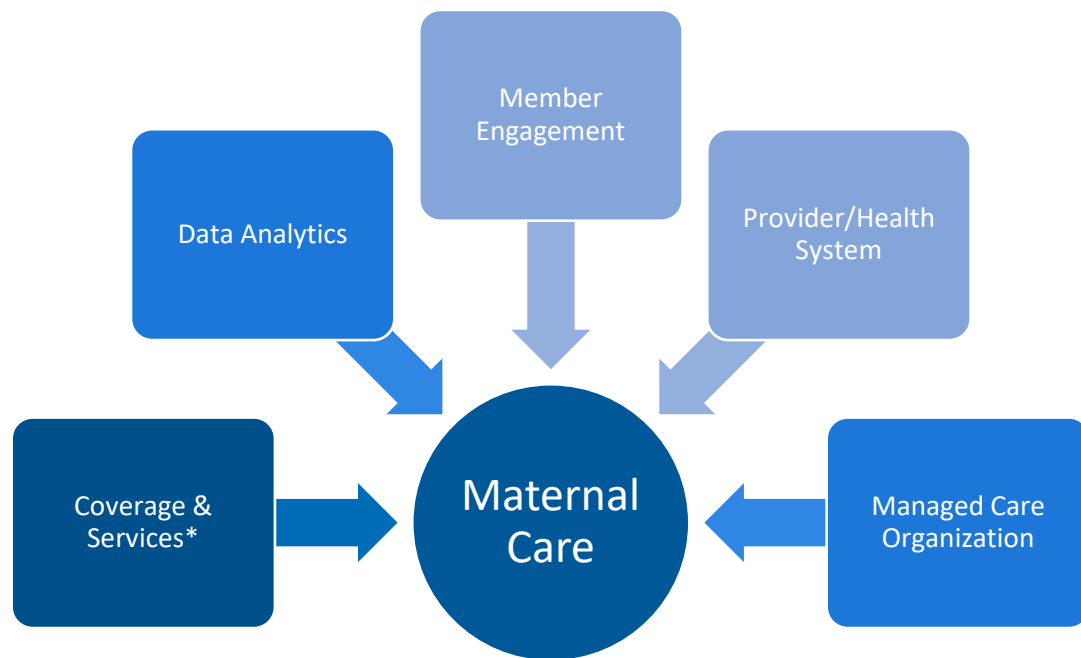 Member
Engagement
Data Analytics
Provider/Health
System
Coverage &
Services*
Maternal
Care
Managed Care
Organization